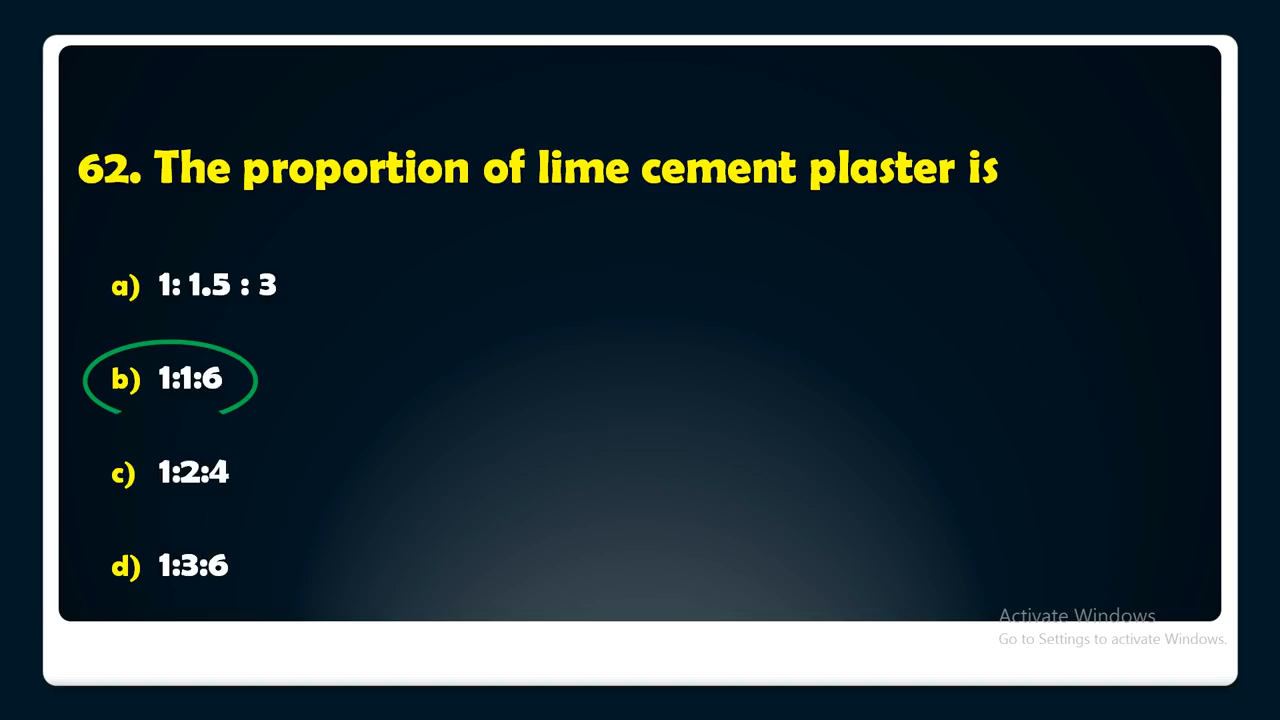 62. The proportion of lime cement plaster is
a) 1: 1.5 : 3
b) 1:1:6
c) 1:2:4
d) 1:3:6
Activate Windows
Go to Settings to activate Windows.